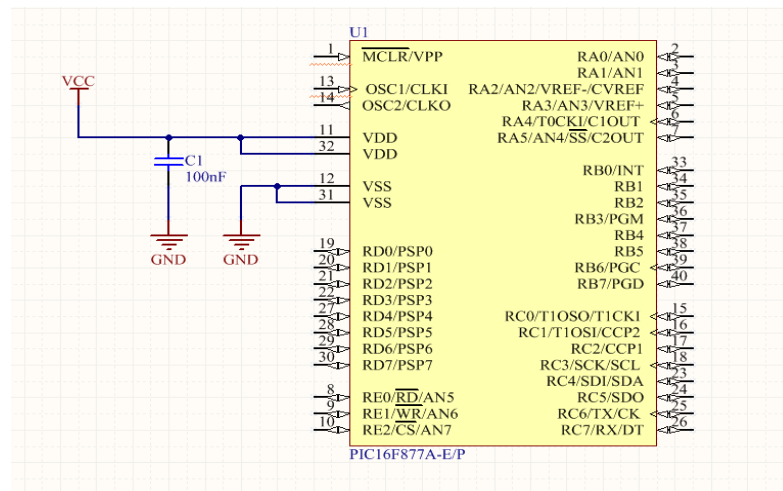 U1
1 MCLR/VPP RA0/AN0 2
RA1/AN1 3
13 OSC1/CLKI RA2/AN2/VREF-/CVREF 4
14 OSC2/CLKO RA3/AN3/VREF+ 5
RA4/T0CKI/C1OUT 6
RA5/AN4/SS/C2OUT 7
VCC
11 VDD
32 VDD
C1
100nF
12 VSS
31 VSS
GND
GND
RB0/INT 33
RB1 34
RB2 35
RB3/PGM 36
RB4 37
RB5 38
RB6/PGC 39
RB7/PGD 40
19 RD0/PSP0
20 RD1/PSP1
21 RD2/PSP2
22 RD3/PSP3
27 RD4/PSP4
28 RD5/PSP5
29 RD6/PSP6
30 RD7/PSP7
RC0/T1OSO/T1CKI 15
RC1/T1OSI/CCP2 16
RC2/CCP1 17
RC3/SCK/SCL 18
RC4/SDI/SDA 23
RC5/SDO 24
RC6/TX/CK 25
RC7/RX/DT 26
8 RE0/RD/AN5
9 RE1/WR/AN6
10 RE2/CS/AN7
PIC16F877A-E/P